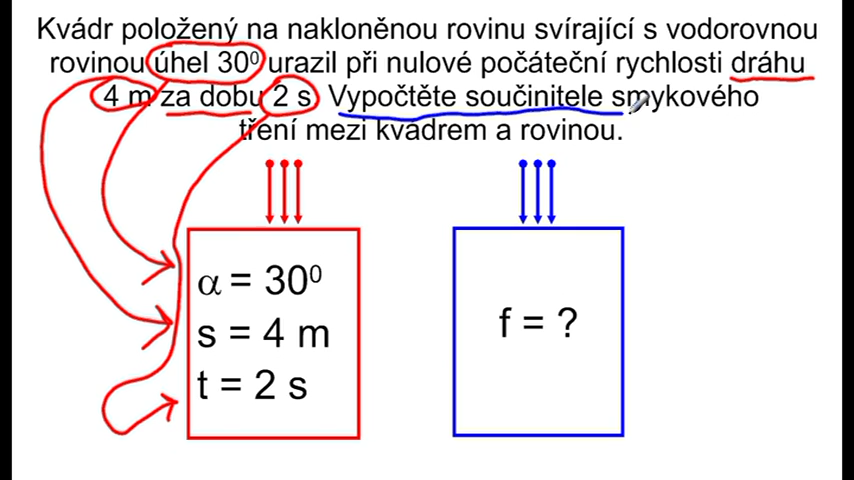 Kvádr položený na nakloněnou rovinu svírající s vodorovnou
rovinou úhel 30⁰ urazil při nulové počáteční rychlosti dráhu
4 m za dobu 2 s. Vypočtěte součinitele smykového
tření mezi kvádrem a rovinou.
α = 30⁰
s = 4 m
t = 2 s
f = ?